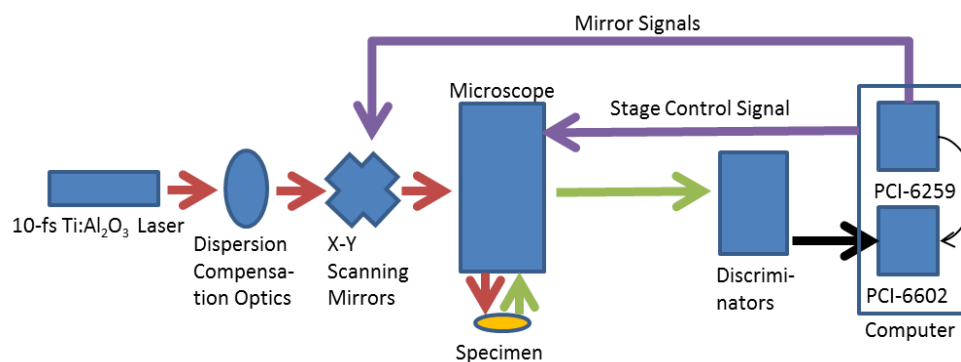 Mirror Signals
Microscope
Stage Control Signal
10-fs Ti:Al₂O₃ Laser
Dispersion
Compensa-
tion Optics
X-Y
Scanning
Mirrors
Discrimi-
nators
PCI-6259
PCI-6602
Computer
Specimen